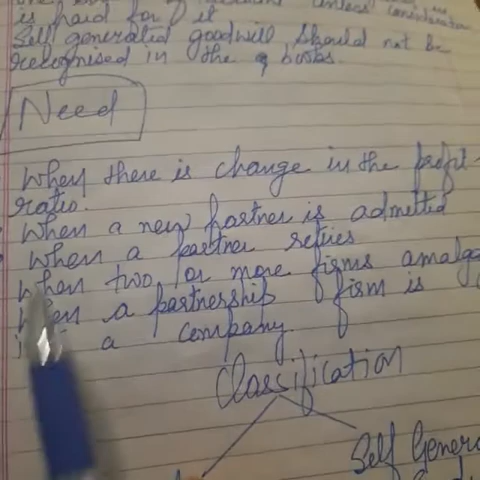 is paid for it
Self generated goodwill should not be
recognised in the books.
Need
When there is change in the profit
ratio.
When a new partner is admitted
When a partner retires
When two or more firms amalga
When a partnership firm is
a company.
Classification
Self Genera